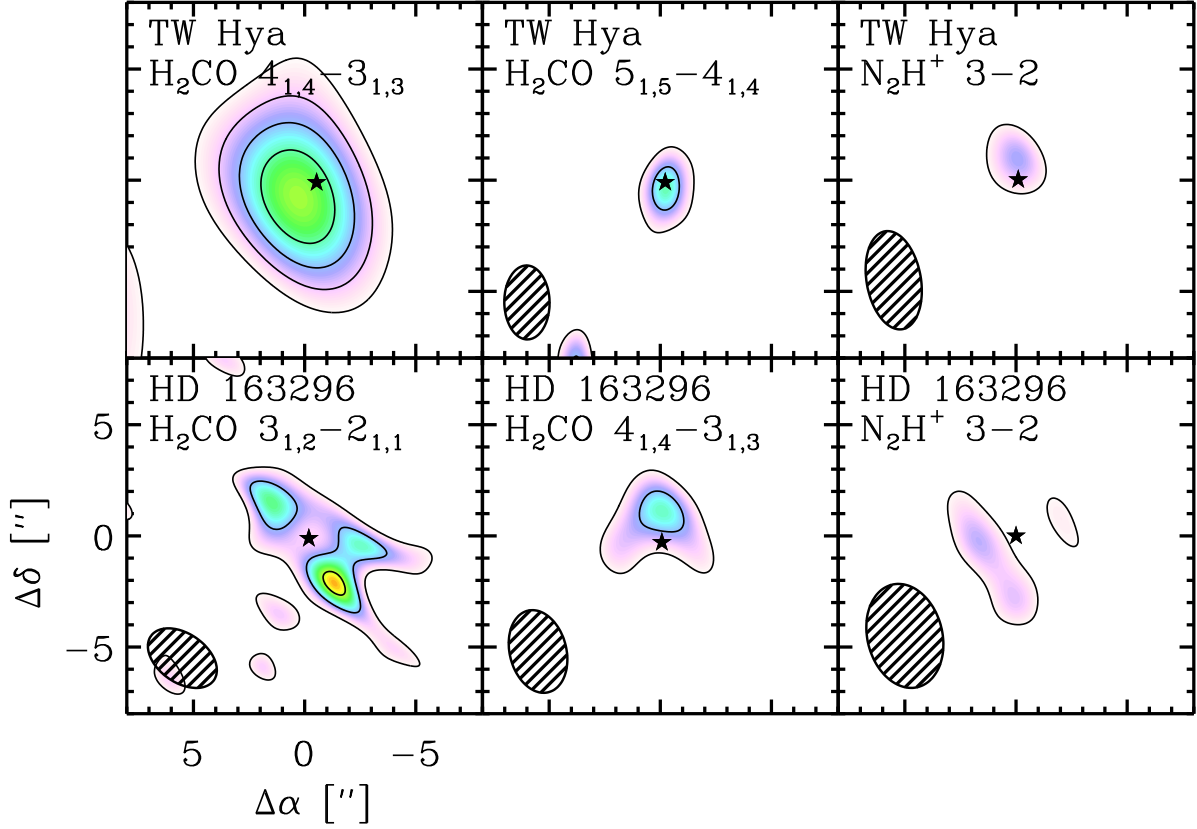 TW Hya
H₂CO 4₁,₄−3₁,₃
TW Hya
H₂CO 5₁,₅−4₁,₄
TW Hya
N₂H⁺ 3−2
HD 163296
H₂CO 3₁,₂−2₁,₁
HD 163296
H₂CO 4₁,₄−3₁,₃
HD 163296
N₂H⁺ 3−2
5
0
−5
Δδ ["]
5 0 −5
Δα ["]